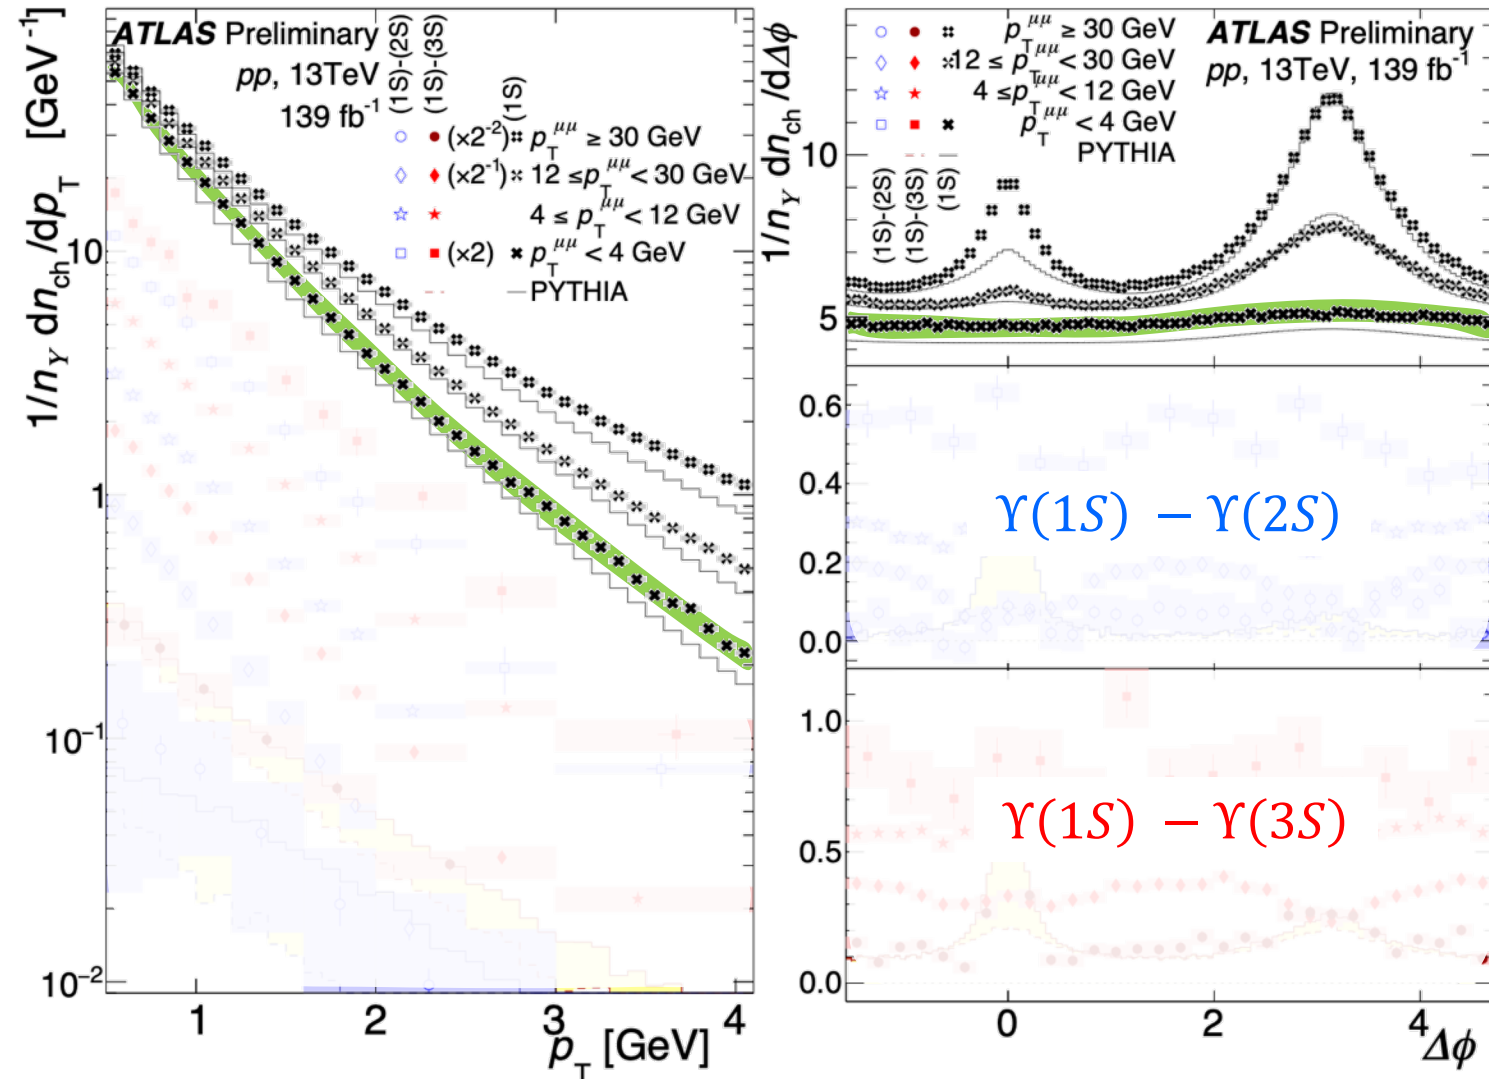 1/n_Y dn_ch/dp_T [GeV⁻¹]
ATLAS Preliminary
pp, 13TeV
139 fb⁻¹
(1S)-(2S)
(1S)-(3S)
(1S)
(×2⁻²) p_T^μμ ≥ 30 GeV
(×2⁻¹) 12 ≤ p_T^μμ < 30 GeV
4 ≤ p_T^μμ < 12 GeV
(×2) p_T^μμ < 4 GeV
PYTHIA
10
1
10⁻¹
10⁻²
1 2 3 4
p_T [GeV]
1/n_Y dn_ch/dΔϕ
p_T^μμ ≥ 30 GeV
12 ≤ p_T^μμ < 30 GeV
4 ≤ p_T^μμ < 12 GeV
p_T^μμ < 4 GeV
PYTHIA
ATLAS Preliminary
pp, 13TeV, 139 fb⁻¹
(1S)-(2S)
(1S)-(3S)
(1S)
10
5
0.6
0.4
0.2
0.0
ϒ(1S) − ϒ(2S)
1.0
0.5
0.0
ϒ(1S) − ϒ(3S)
0 2 4
Δϕ